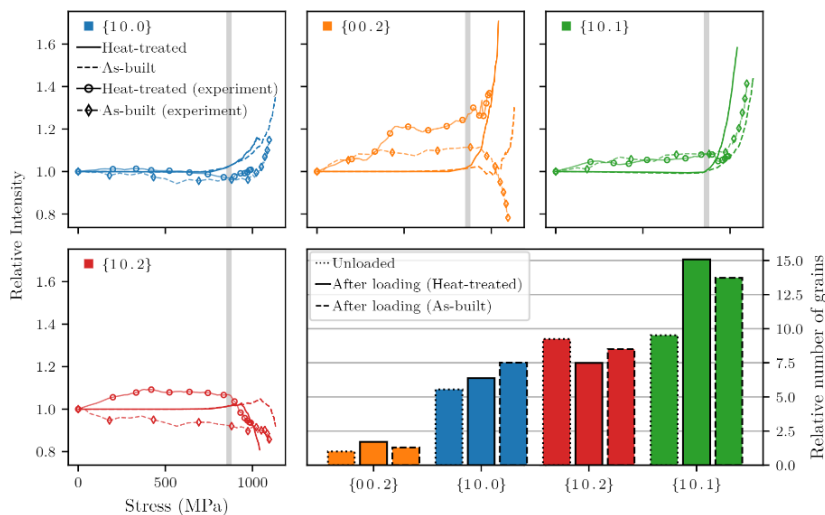 {10.0}
Heat-treated
As-built
Heat-treated (experiment)
As-built (experiment)
{00.2}
{10.1}
1.6
1.4
1.2
1.0
0.8
Relative Intensity
{10.2}
1.6
1.4
1.2
1.0
0.8
0
500
1000
Stress (MPa)
Unloaded
After loading (Heat-treated)
After loading (As-built)
15.0
12.5
10.0
7.5
5.0
2.5
0.0
Relative number of grains
{00.2}
{10.0}
{10.2}
{10.1}